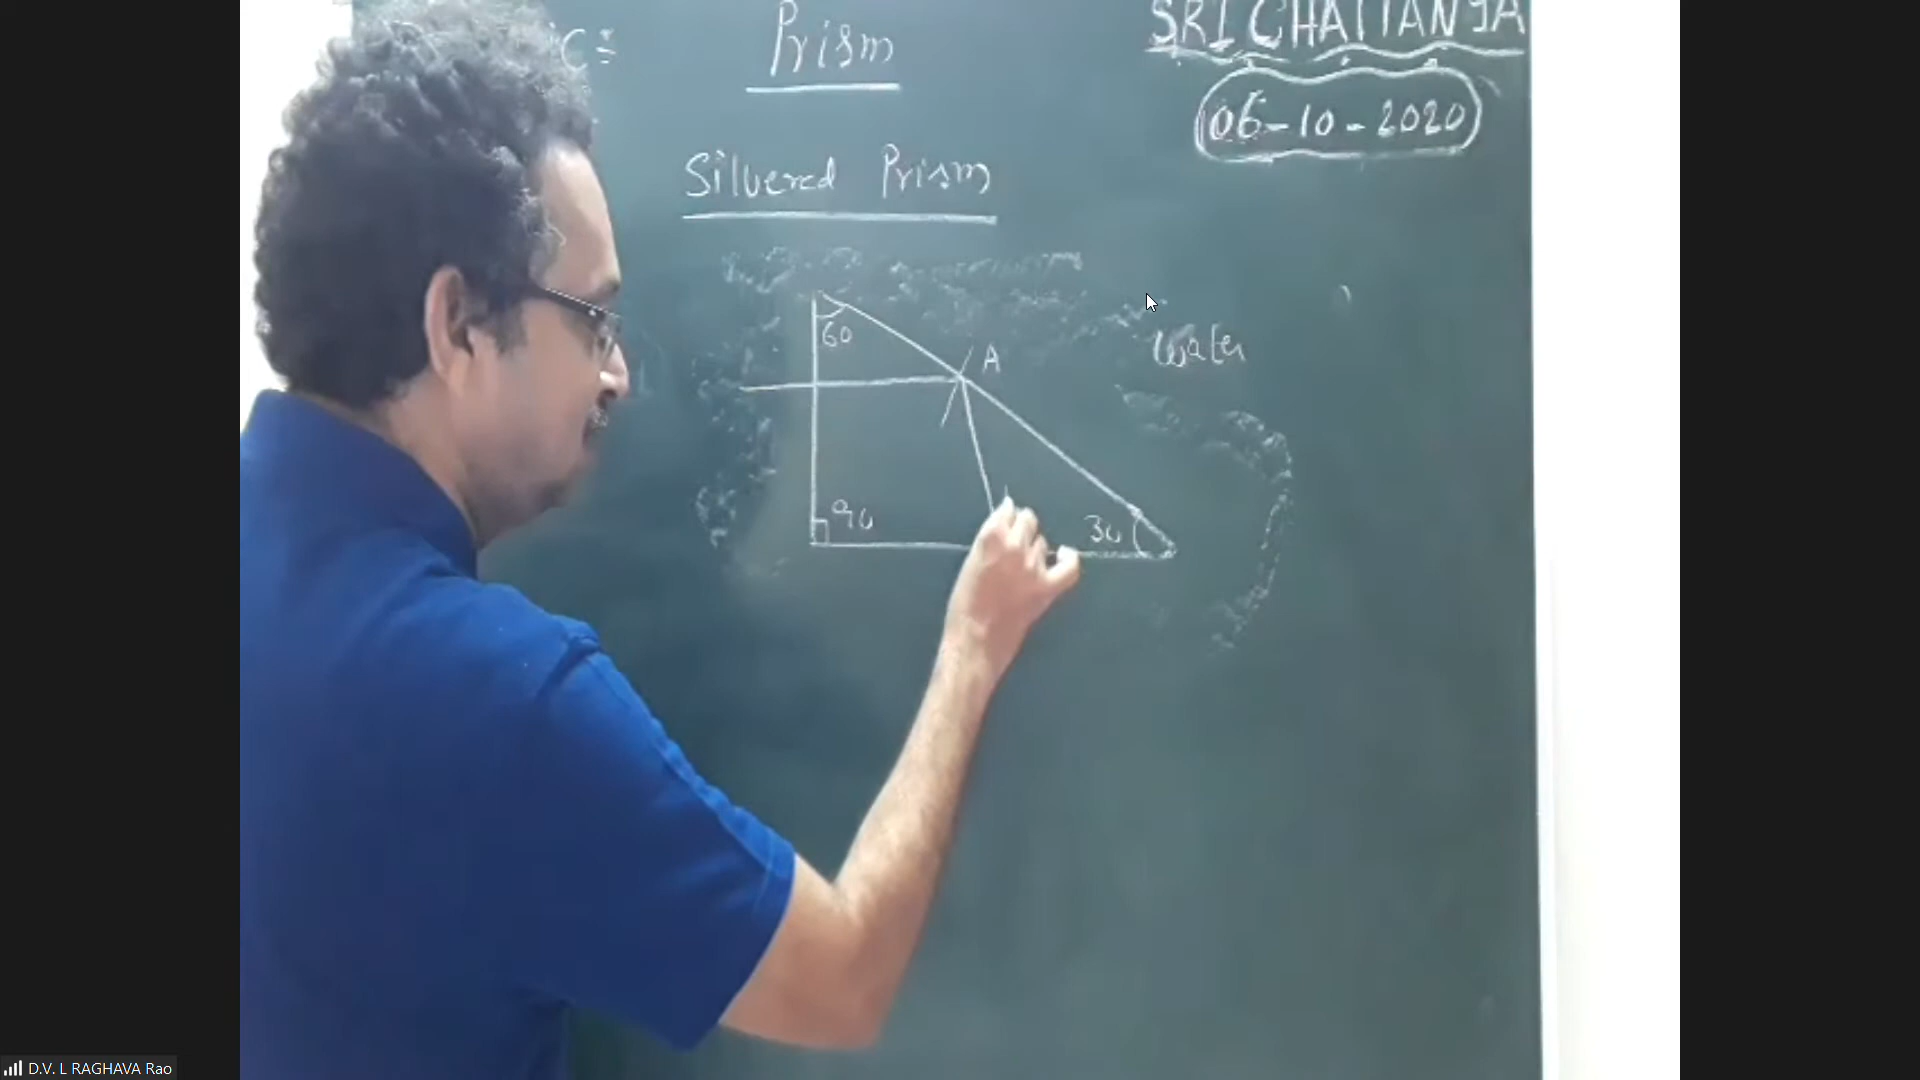 C:
Prism
SRI CHAITANYA
06-10-2020
Silvered Prism
60
A
water
90
30
D.V. L RAGHAVA Rao